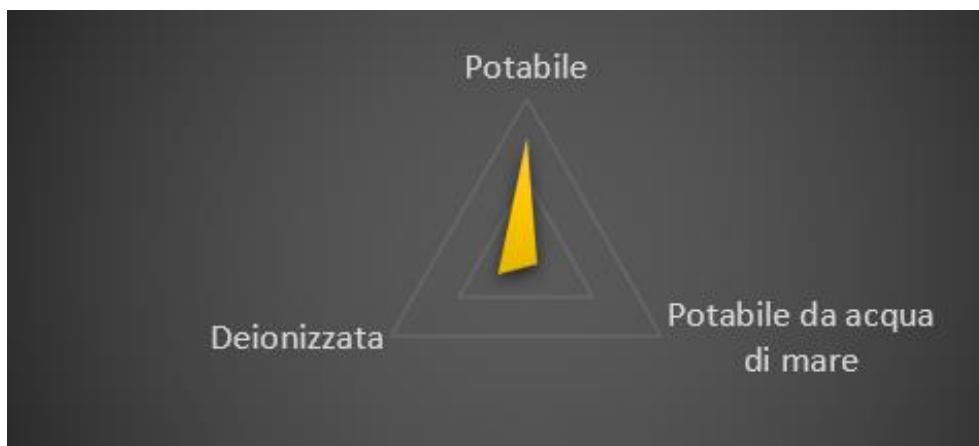 Potabile
Deionizzata
Potabile da acqua
di mare